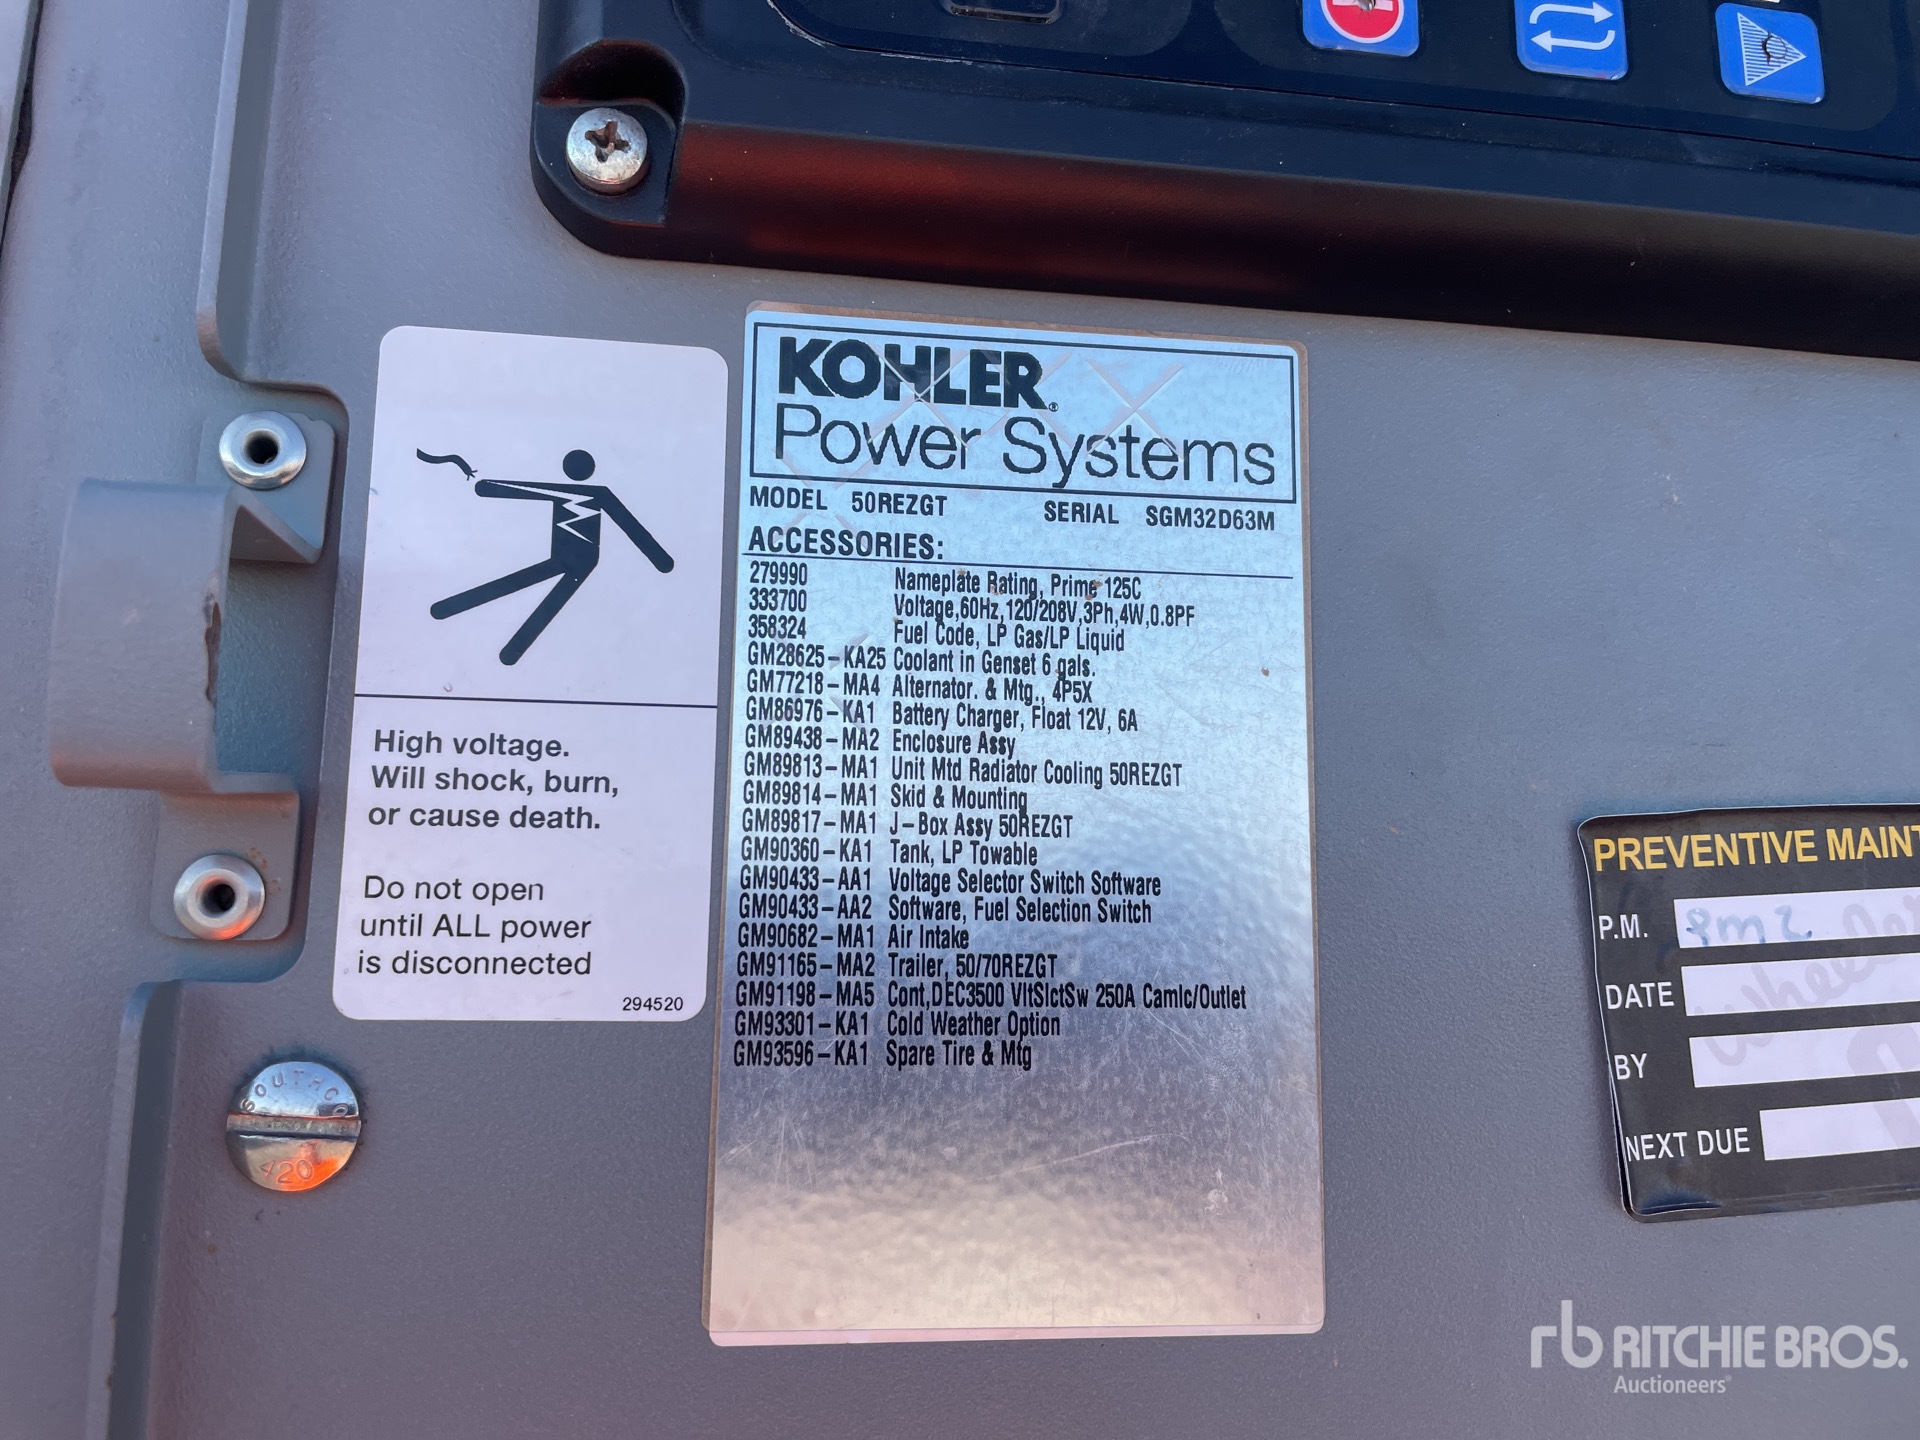 KOHLER®
Power Systems
MODEL 50REZGT SERIAL SGM32D63M
ACCESSORIES:
279990 Nameplate Rating, Prime 125C
333700 Voltage,60Hz,120/208V,3Ph,4W,0.8PF
358324 Fuel Code, LP Gas/LP Liquid
GM28625-KA25 Coolant in Genset 6 gals.
GM77218-MA4 Alternator. & Mtg., 4P5X
GM86976-KA1 Battery Charger, Float 12V, 6A
GM89438-MA2 Enclosure Assy
GM89813-MA1 Unit Mtd Radiator Cooling 50REZGT
GM89814-MA1 Skid & Mounting
GM89817-MA1 J-Box Assy 50REZGT
GM90360-KA1 Tank, LP Towable
GM90433-AA1 Voltage Selector Switch Software
GM90433-AA2 Software, Fuel Selection Switch
GM90682-MA1 Air Intake
GM91165-MA2 Trailer, 50/70REZGT
GM91198-MA5 Cont,DEC3500 VltSlctSw 250A Camlc/Outlet
GM93301-KA1 Cold Weather Option
GM93596-KA1 Spare Tire & Mtg
High voltage.
Will shock, burn,
or cause death.
Do not open
until ALL power
is disconnected
294520
SOUTHCO
420
PREVENTIVE MAINT
P.M.
DATE
BY
NEXT DUE
rb RITCHIE BROS.
Auctioneers